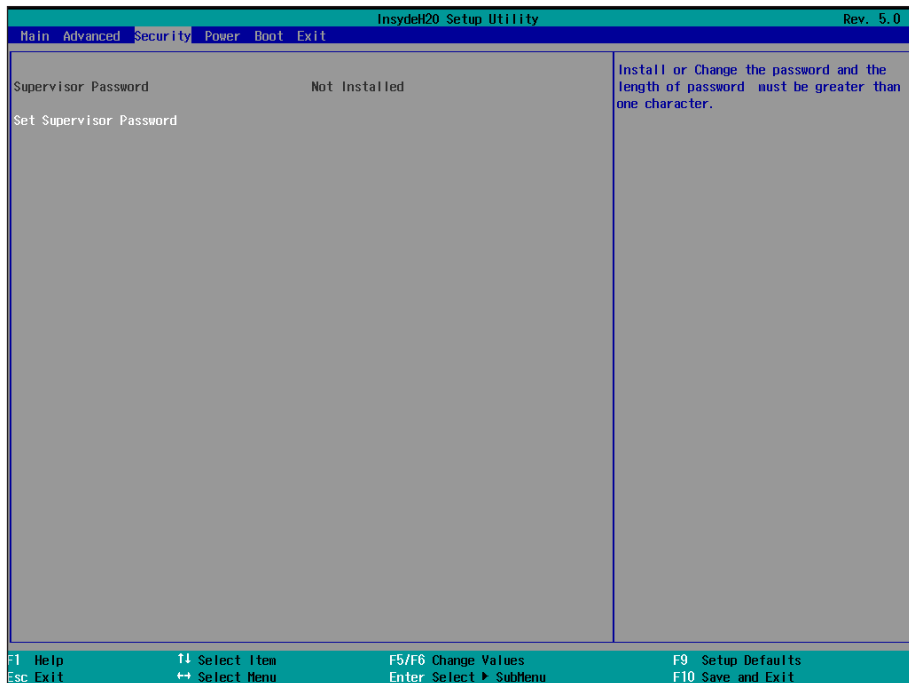 InsydeH20 Setup Utility Rev. 5.0
Main Advanced Security Power Boot Exit
Supervisor Password Not Installed
Set Supervisor Password
Install or Change the password and the
length of password must be greater than
one character.
F1 Help ↑↓ Select Item F5/F6 Change Values F9 Setup Defaults
Esc Exit ↔ Select Menu Enter Select ▶ SubMenu F10 Save and Exit